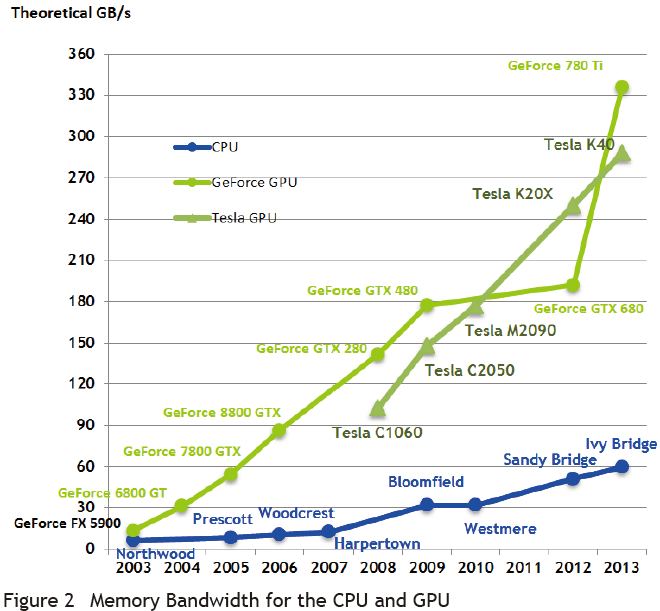 Theoretical GB/s
360
330
300
270
240
210
180
150
120
90
60
30
0
CPU
GeForce GPU
Tesla GPU
GeForce 780 Ti
Tesla K40
Tesla K20X
GeForce GTX 480
GeForce GTX 680
Tesla M2090
GeForce GTX 280
Tesla C2050
GeForce 8800 GTX
Tesla C1060
GeForce 7800 GTX
Ivy Bridge
Sandy Bridge
GeForce 6800 GT
Bloomfield
GeForce FX 5900
Prescott
Woodcrest
Westmere
Northwood
Harpertown
2003 2004 2005 2006 2007 2008 2009 2010 2011 2012 2013
Figure 2 Memory Bandwidth for the CPU and GPU